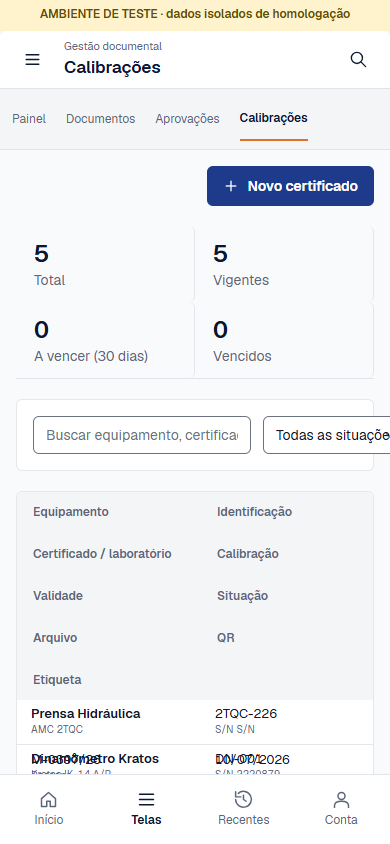 AMBIENTE DE TESTE · dados isolados de homologação
Gestão documental
Calibrações
Painel Documentos Aprovações Calibrações
Novo certificado
5 5
Total Vigentes
0 0
A vencer (30 dias) Vencidos
Buscar equipamento, certifica Todas as situaçõe
Equipamento Identificação
Certificado / laboratório Calibração
Validade Situação
Arquivo QR
Etiqueta
Prensa Hidráulica 2TQC-226
AMC 2TQC S/N S/N
Dinamômetro Kratos
Início Telas Recentes Conta